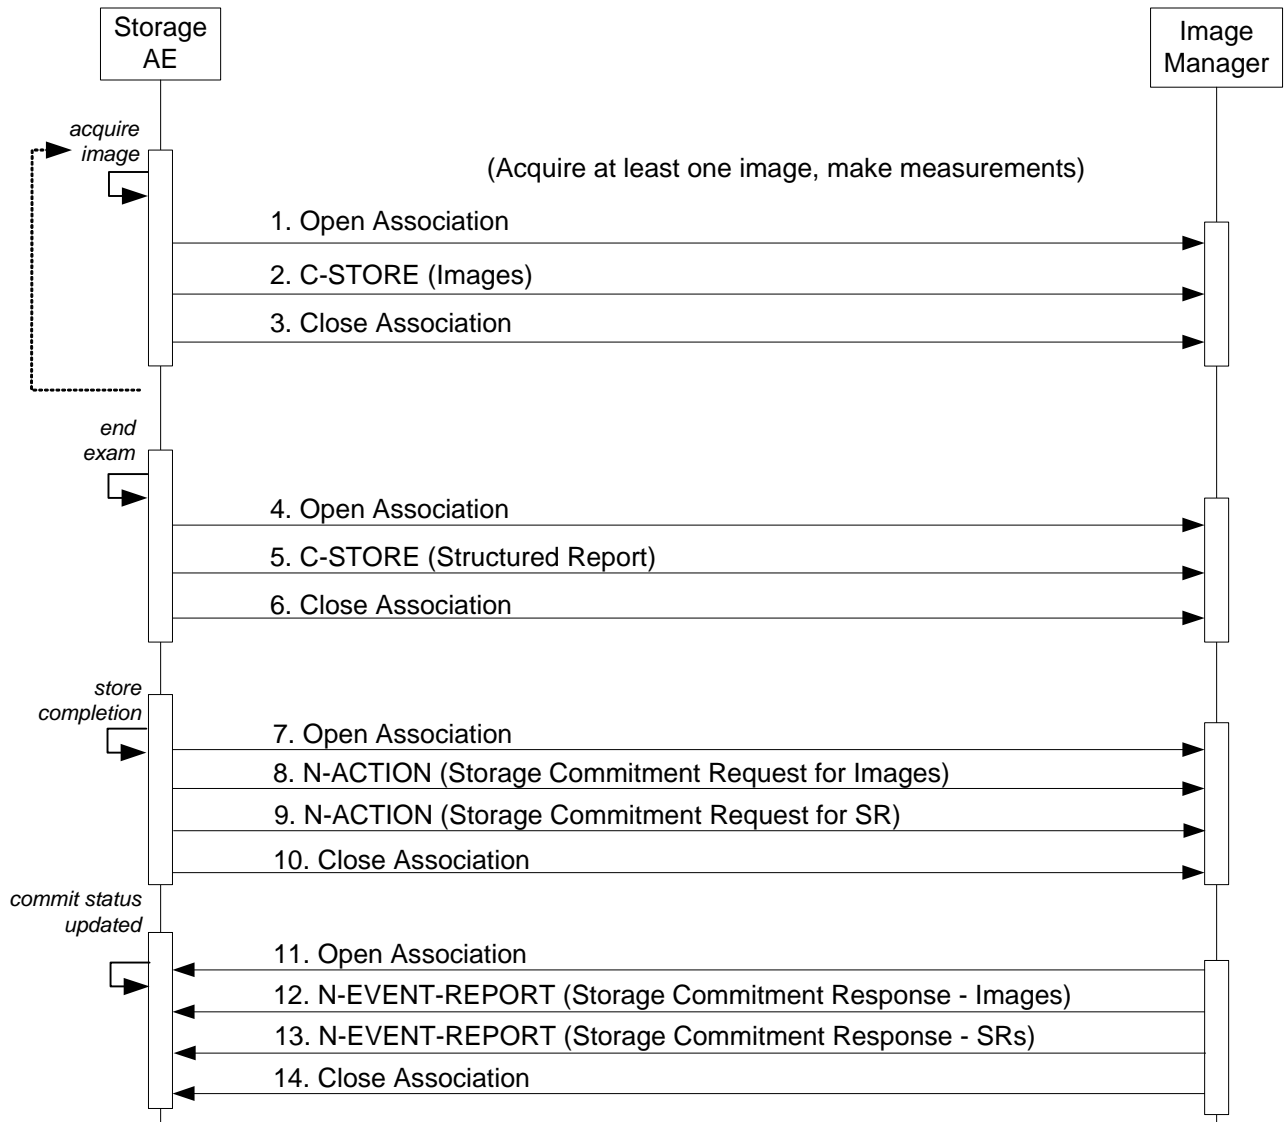 Storage
AE
Image
Manager
acquire
image
(Acquire at least one image, make measurements)
1. Open Association
2. C-STORE (Images)
3. Close Association
end
exam
4. Open Association
5. C-STORE (Structured Report)
6. Close Association
store
completion
7. Open Association
8. N-ACTION (Storage Commitment Request for Images)
9. N-ACTION (Storage Commitment Request for SR)
10. Close Association
commit status
updated
11. Open Association
12. N-EVENT-REPORT (Storage Commitment Response - Images)
13. N-EVENT-REPORT (Storage Commitment Response - SRs)
14. Close Association